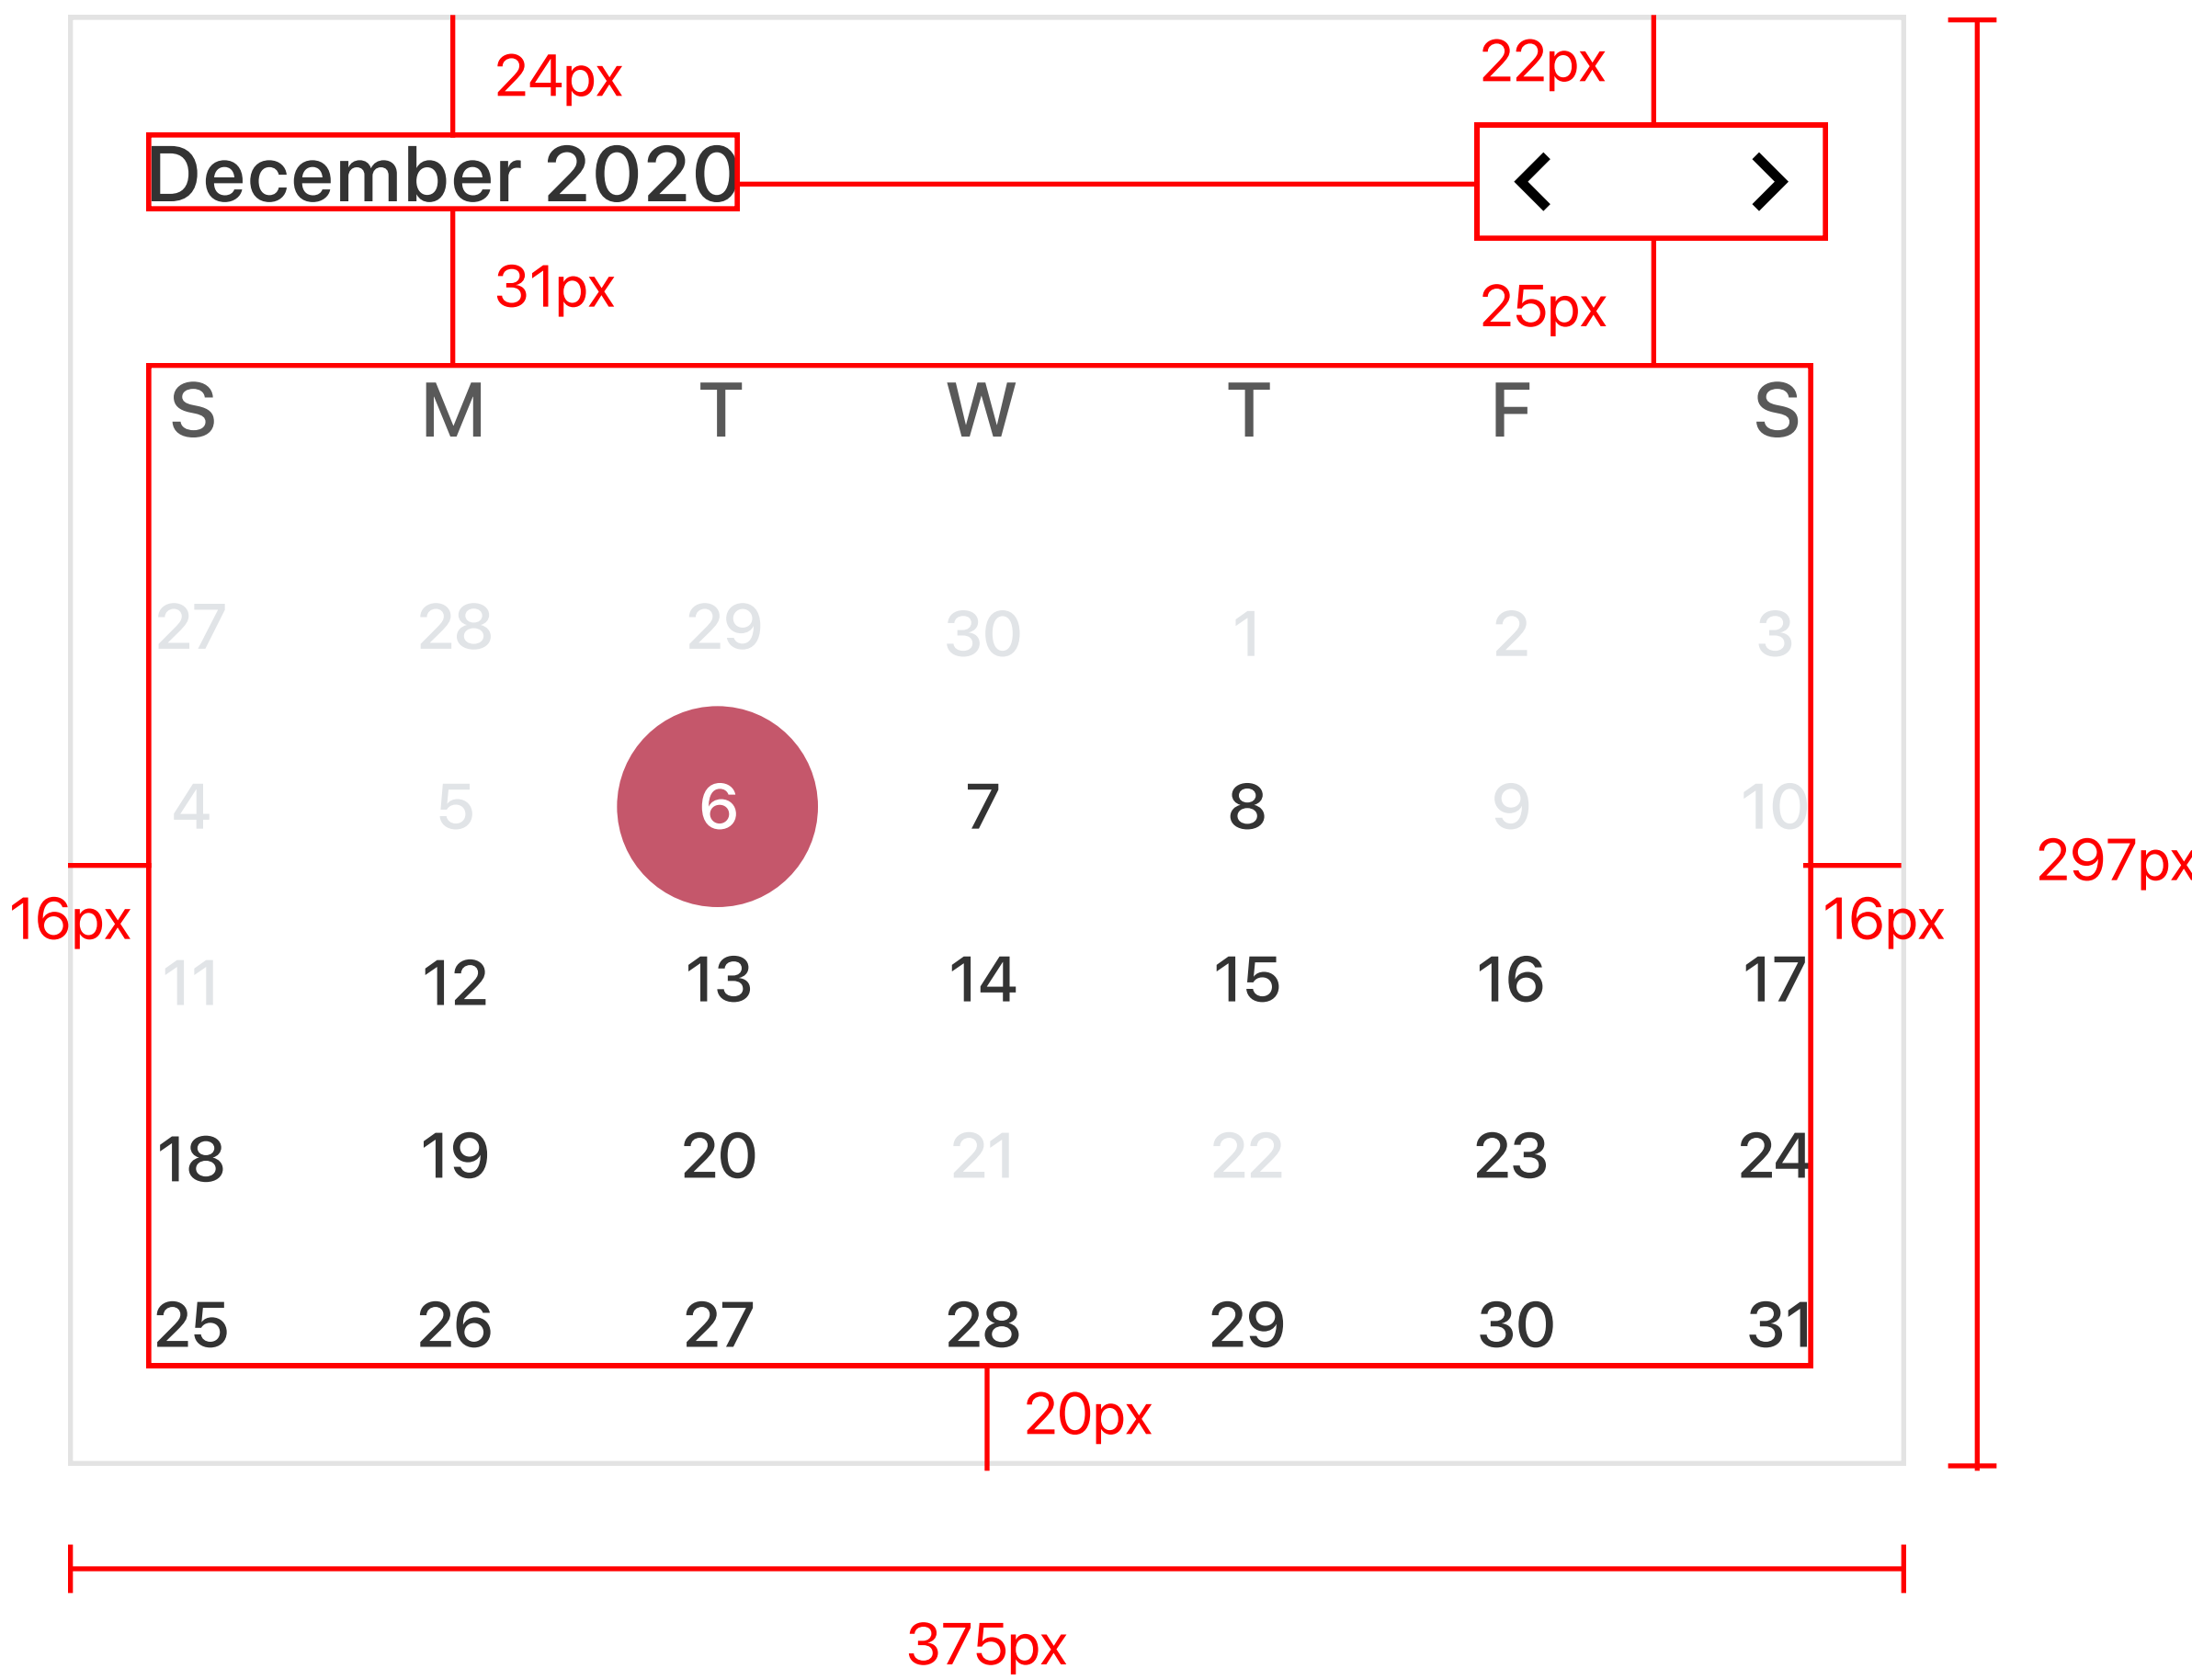 24px
22px
December 2020
31px
25px
S M T W T F S
27 28 29 30 1 2 3
4 5 6 7 8 9 10
297px
16px
16px
11 12 13 14 15 16 17
18 19 20 21 22 23 24
25 26 27 28 29 30 31
20px
375px